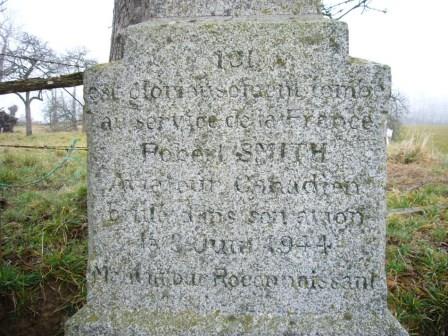 ICI
est glorieusement tombé
au service de la France
Robert SMITH
Aviateur Canadien
Brûlé dans son avion
Juin 1944
Reconnaissant